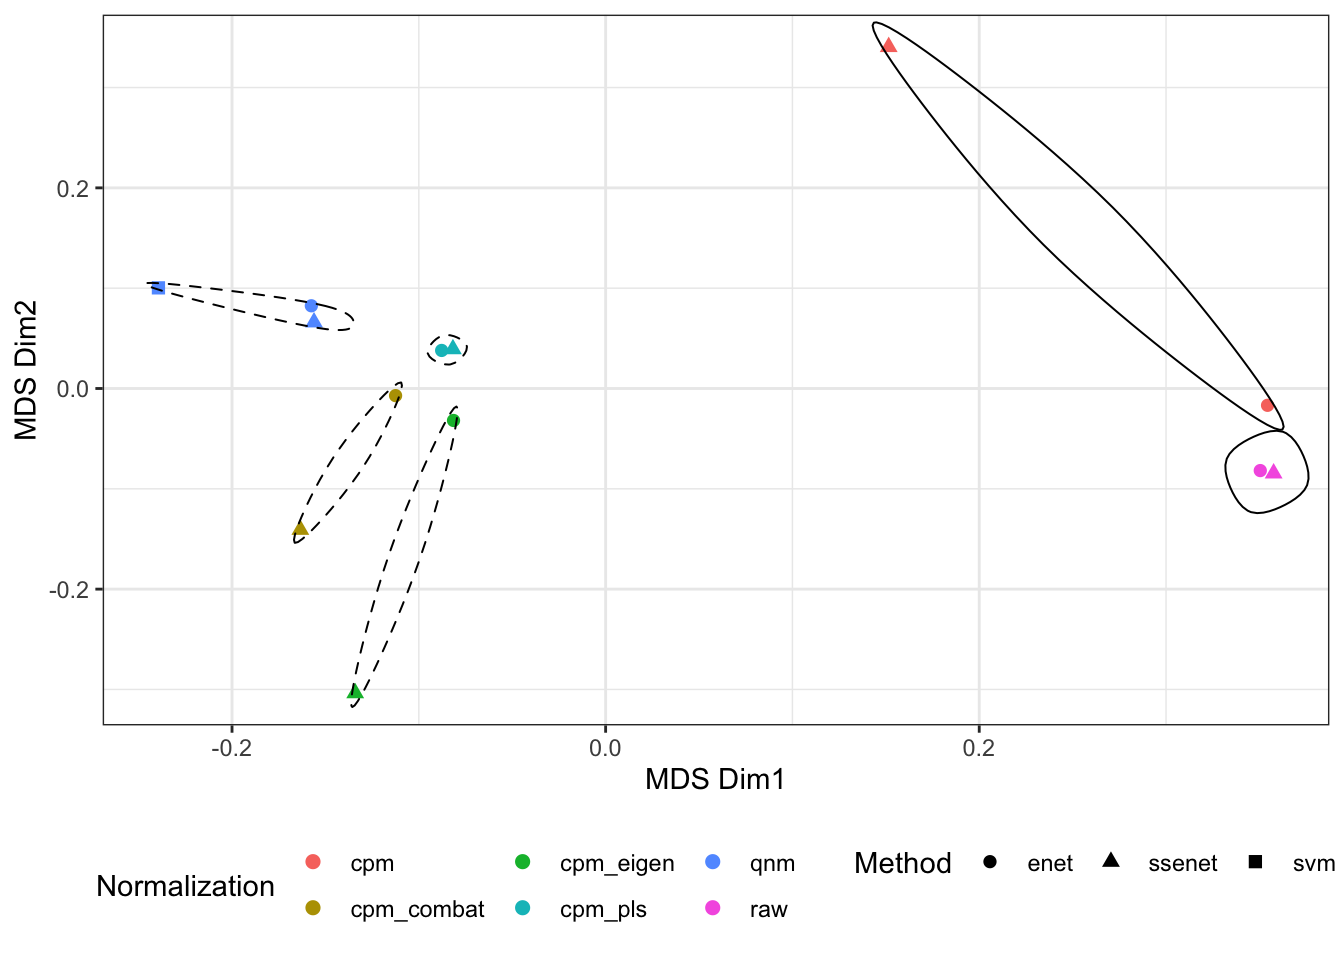 MDS Dim2
0.2
0.0
-0.2
-0.2
0.0
0.2
MDS Dim1
Normalization
cpm
cpm_eigen
qnm
cpm_combat
cpm_pls
raw
Method
enet
ssenet
svm